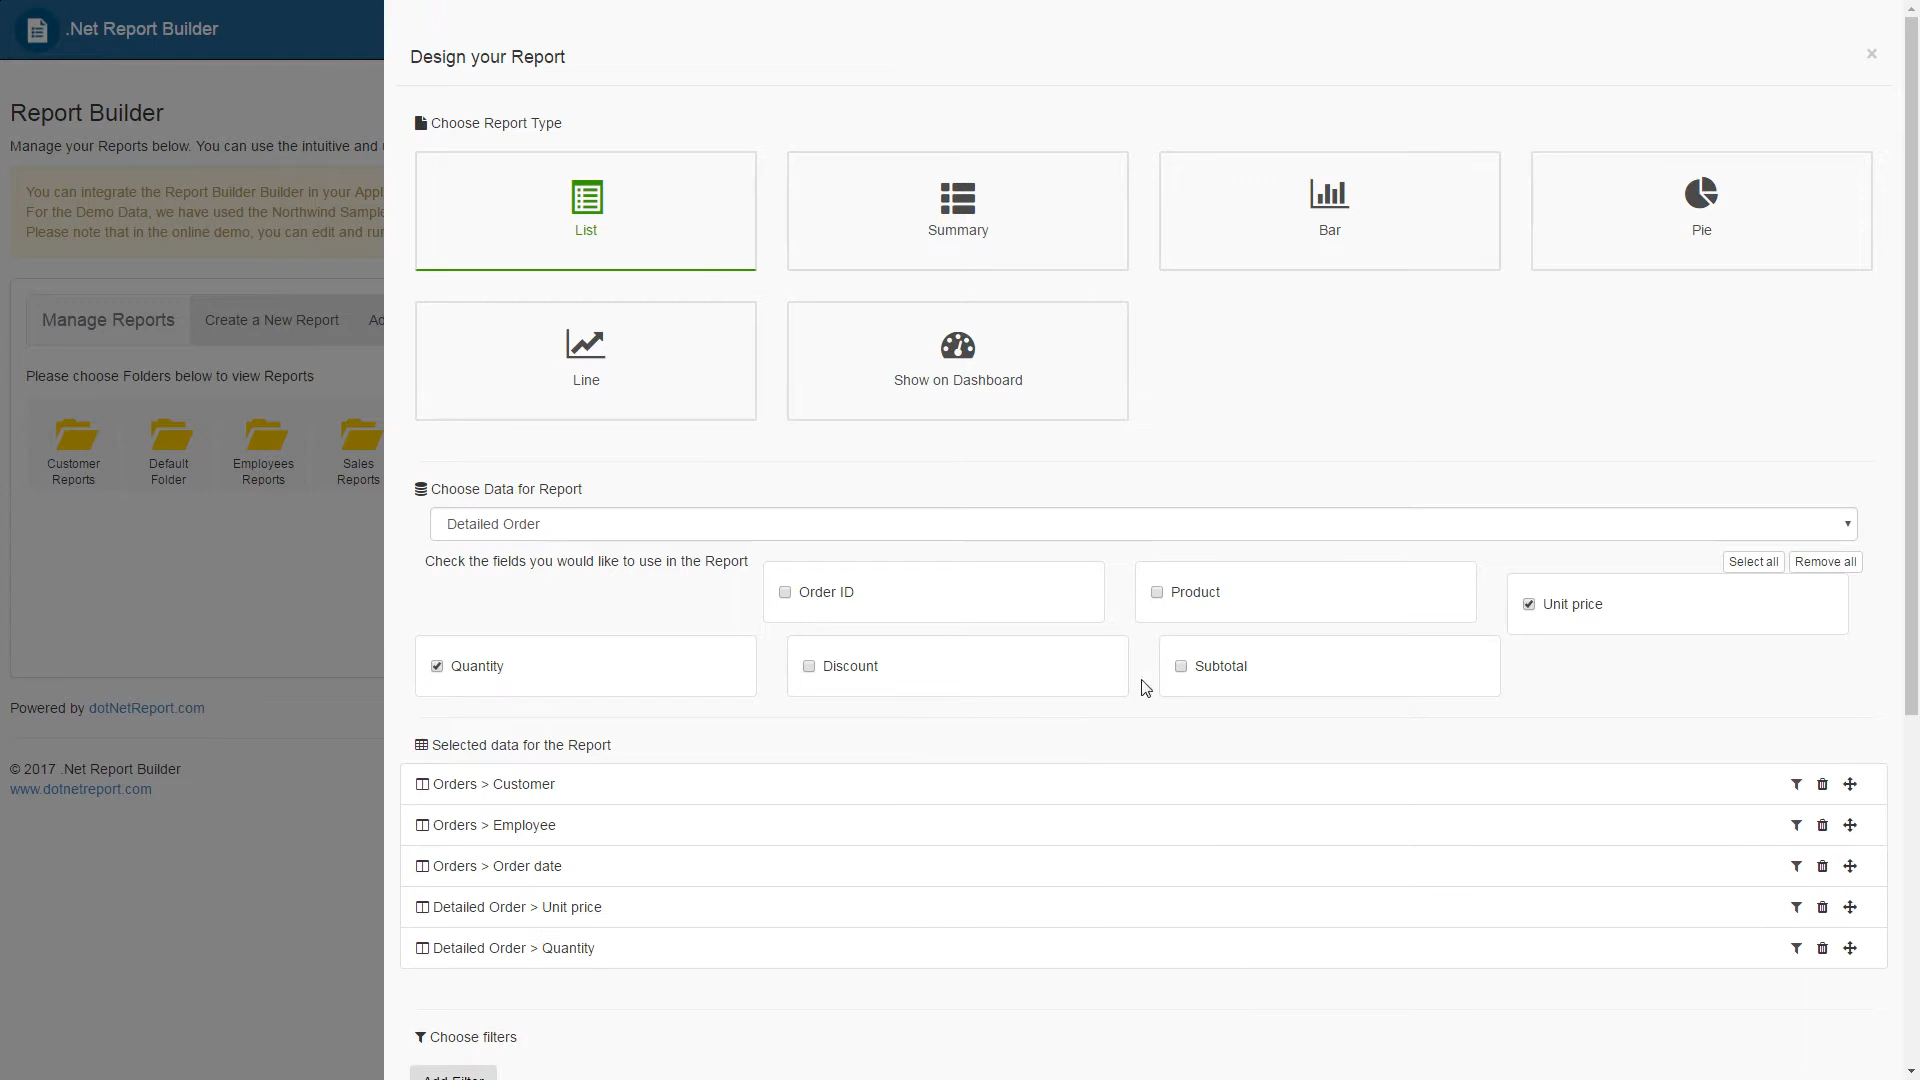 .Net Report Builder
Report Builder
Manage your Reports below. You can use the intuitive and
You can integrate the Report Builder Builder in your Appl
For the Demo Data, we have used the Northwind Sample
Please note that in the online demo, you can edit and run
Manage Reports
Create a New Report
Ad
Please choose Folders below to view Reports
Customer
Reports
Default
Folder
Employees
Reports
Sales
Reports
Powered by dotNetReport.com
© 2017 .Net Report Builder
www.dotnetreport.com
Design your Report
×
Choose Report Type
List
Summary
Bar
Pie
Line
Show on Dashboard
Choose Data for Report
Detailed Order
Check the fields you would like to use in the Report
Select all
Remove all
Order ID
Product
Unit price
Quantity
Discount
Subtotal
Selected data for the Report
Orders > Customer
Orders > Employee
Orders > Order date
Detailed Order > Unit price
Detailed Order > Quantity
Choose filters
Add Filter